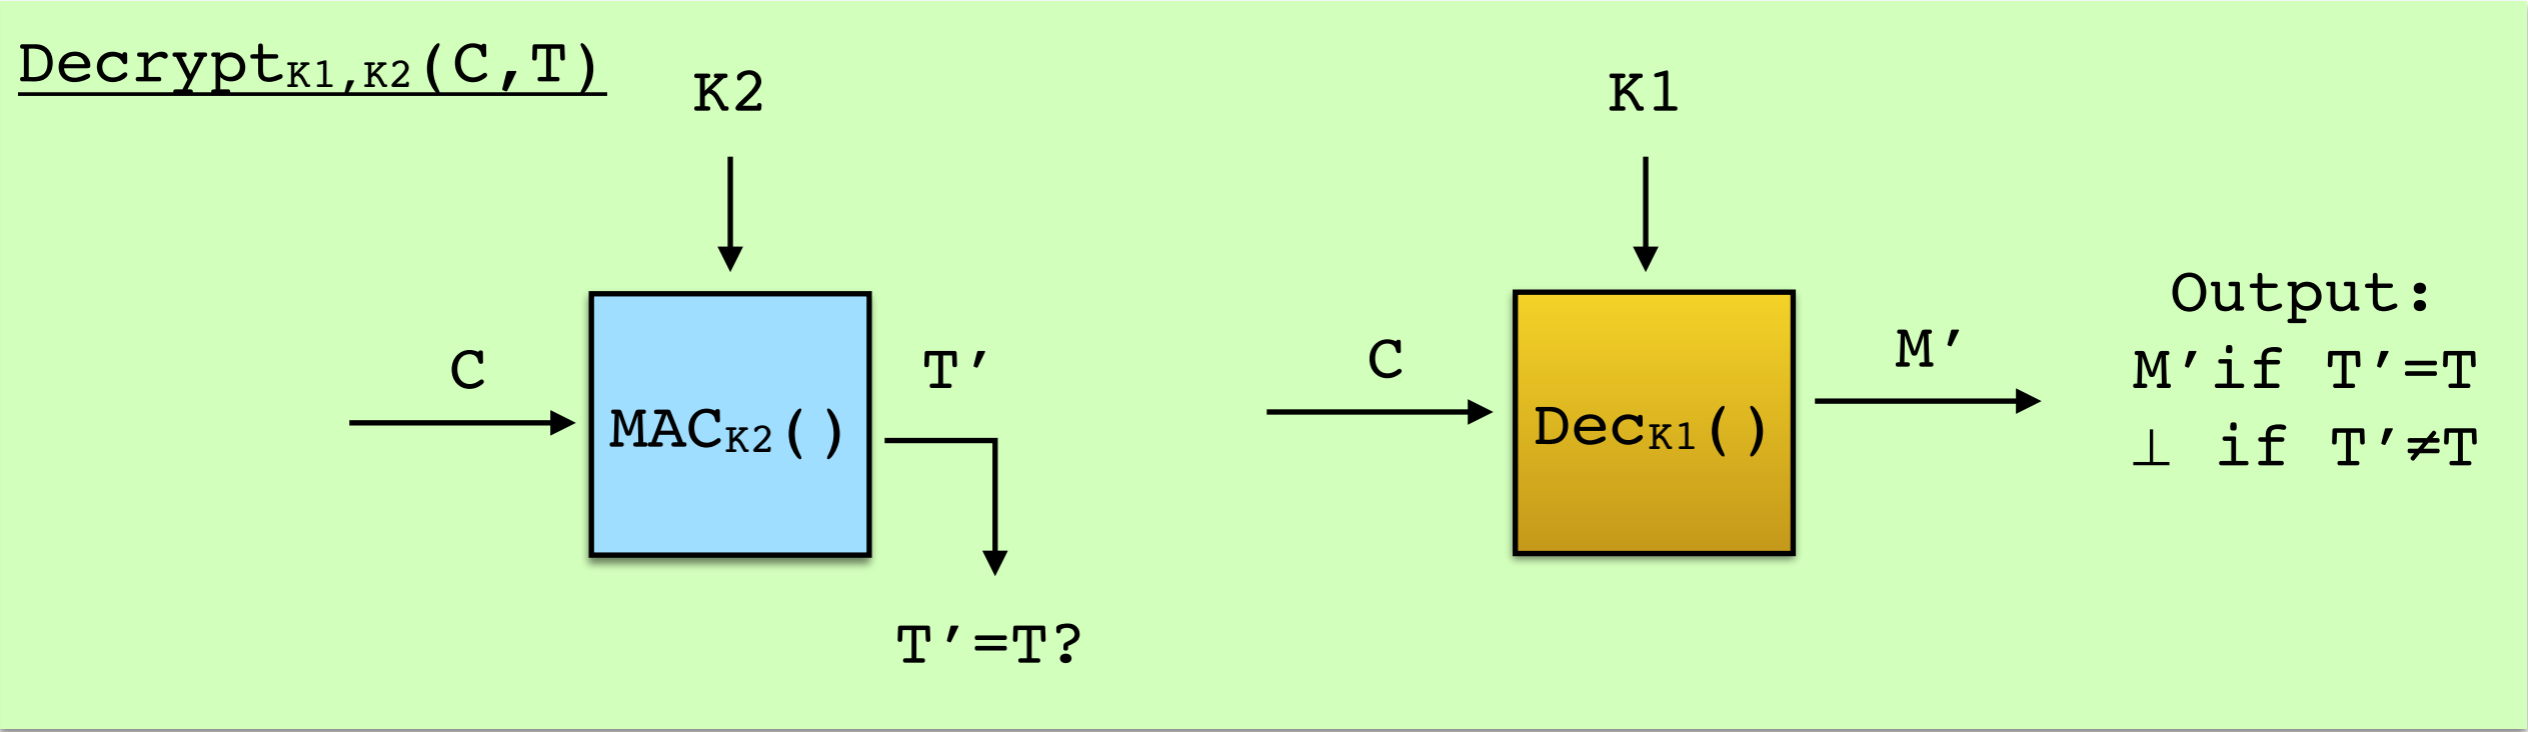 DecryptK1,K2(C,T)
K2
K1
C
MACK2()
T′
T′=T?
C
DecK1()
M′
Output:
M′if T′=T
⊥ if T′≠T